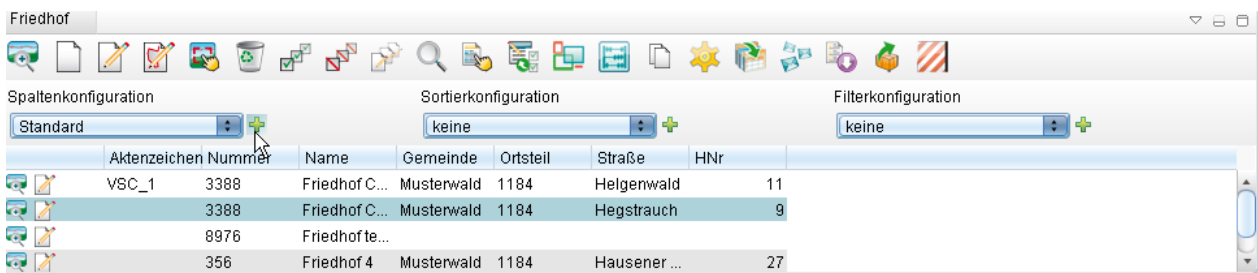 Friedhof
Spaltenkonfiguration Sortierkonfiguration Filterkonfiguration
Standard keine keine
Aktenzeichen Nummer Name Gemeinde Ortsteil Straße HNr
VSC_1 3388 Friedhof C... Musterwald 1184 Helgenwald 11
3388 Friedhof C... Musterwald 1184 Hegstrauch 9
8976 Friedhof te...
356 Friedhof 4 Musterwald 1184 Hausener ... 27